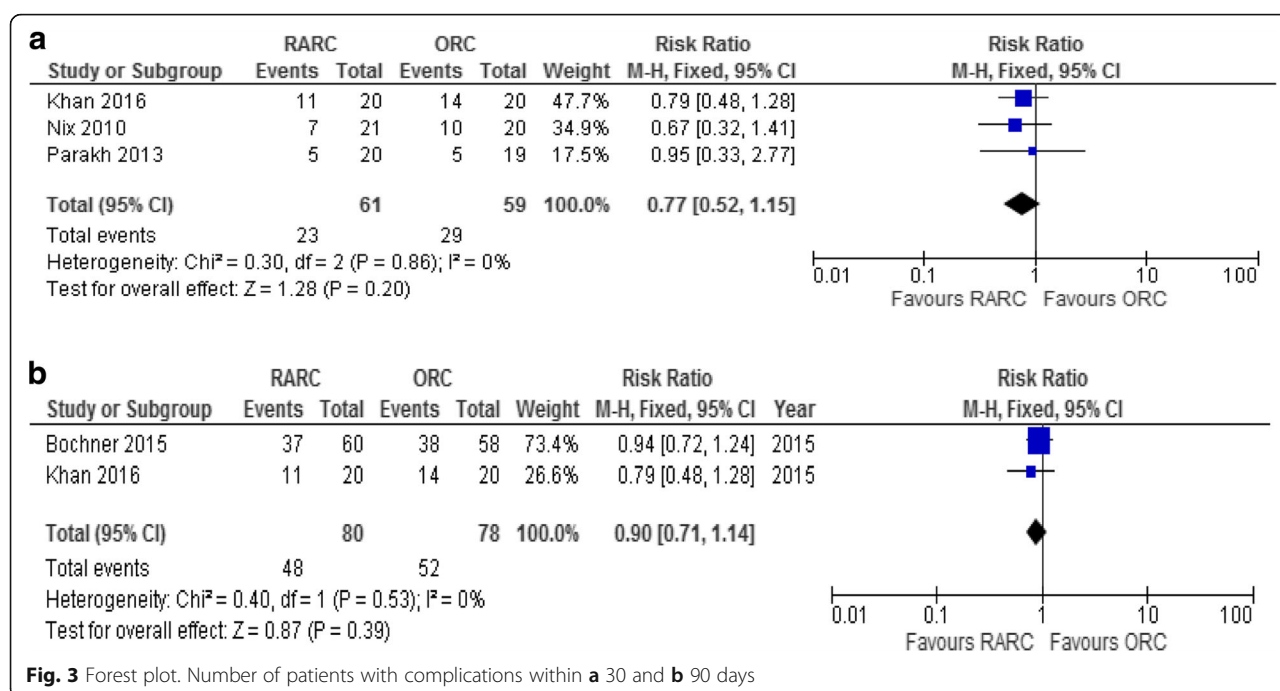 a
RARC ORC Risk Ratio Risk Ratio
Study or Subgroup Events Total Events Total Weight M-H, Fixed, 95% CI M-H, Fixed, 95% CI
Khan 2016 11 20 14 20 47.7% 0.79 [0.48, 1.28]
Nix 2010 7 21 10 20 34.9% 0.67 [0.32, 1.41]
Parakh 2013 5 20 5 19 17.5% 0.95 [0.33, 2.77]
Total (95% CI) 61 59 100.0% 0.77 [0.52, 1.15]
Total events 23 29
Heterogeneity: Chi² = 0.30, df = 2 (P = 0.86); I² = 0%
Test for overall effect: Z = 1.28 (P = 0.20)
0.01 0.1 1 10 100
Favours RARC Favours ORC
b
RARC ORC Risk Ratio Risk Ratio
Study or Subgroup Events Total Events Total Weight M-H, Fixed, 95% CI Year M-H, Fixed, 95% CI
Bochner 2015 37 60 38 58 73.4% 0.94 [0.72, 1.24] 2015
Khan 2016 11 20 14 20 26.6% 0.79 [0.48, 1.28] 2015
Total (95% CI) 80 78 100.0% 0.90 [0.71, 1.14]
Total events 48 52
Heterogeneity: Chi² = 0.40, df = 1 (P = 0.53); I² = 0%
Test for overall effect: Z = 0.87 (P = 0.39)
0.01 0.1 1 10 100
Favours RARC Favours ORC
Fig. 3 Forest plot. Number of patients with complications within a 30 and b 90 days